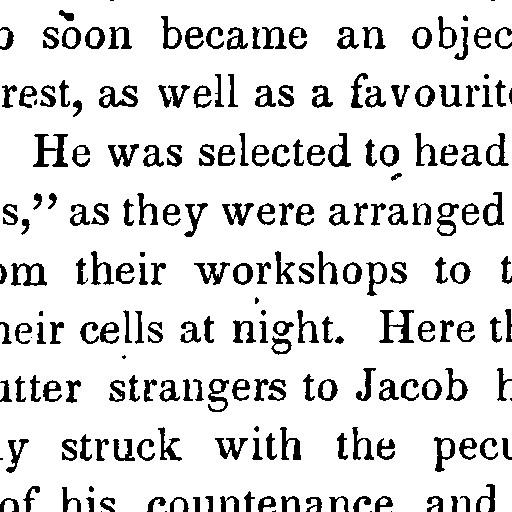 soon became an objec
rest, as well as a favourite
He was selected to head
s," as they were arranged
om their workshops to t
heir cells at night. Here th
utter strangers to Jacob h
ly struck with the pecu
of his countenance and